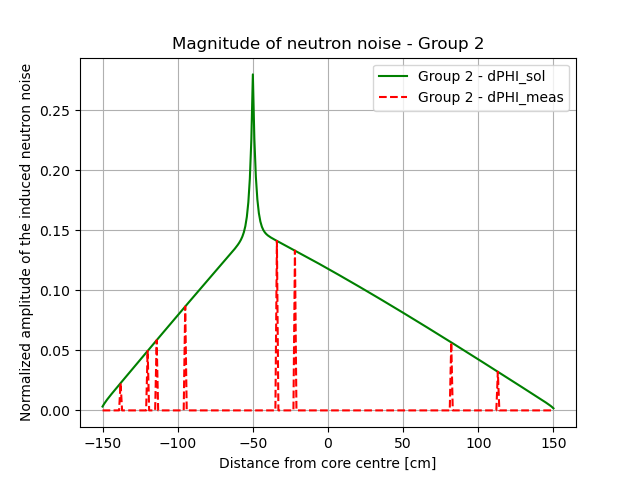 Magnitude of neutron noise - Group 2
Normalized amplitude of the induced neutron noise
0.25
0.20
0.15
0.10
0.05
0.00
Group 2 - dPHI_sol
Group 2 - dPHI_meas
−150
−100
−50
0
50
100
150
Distance from core centre [cm]